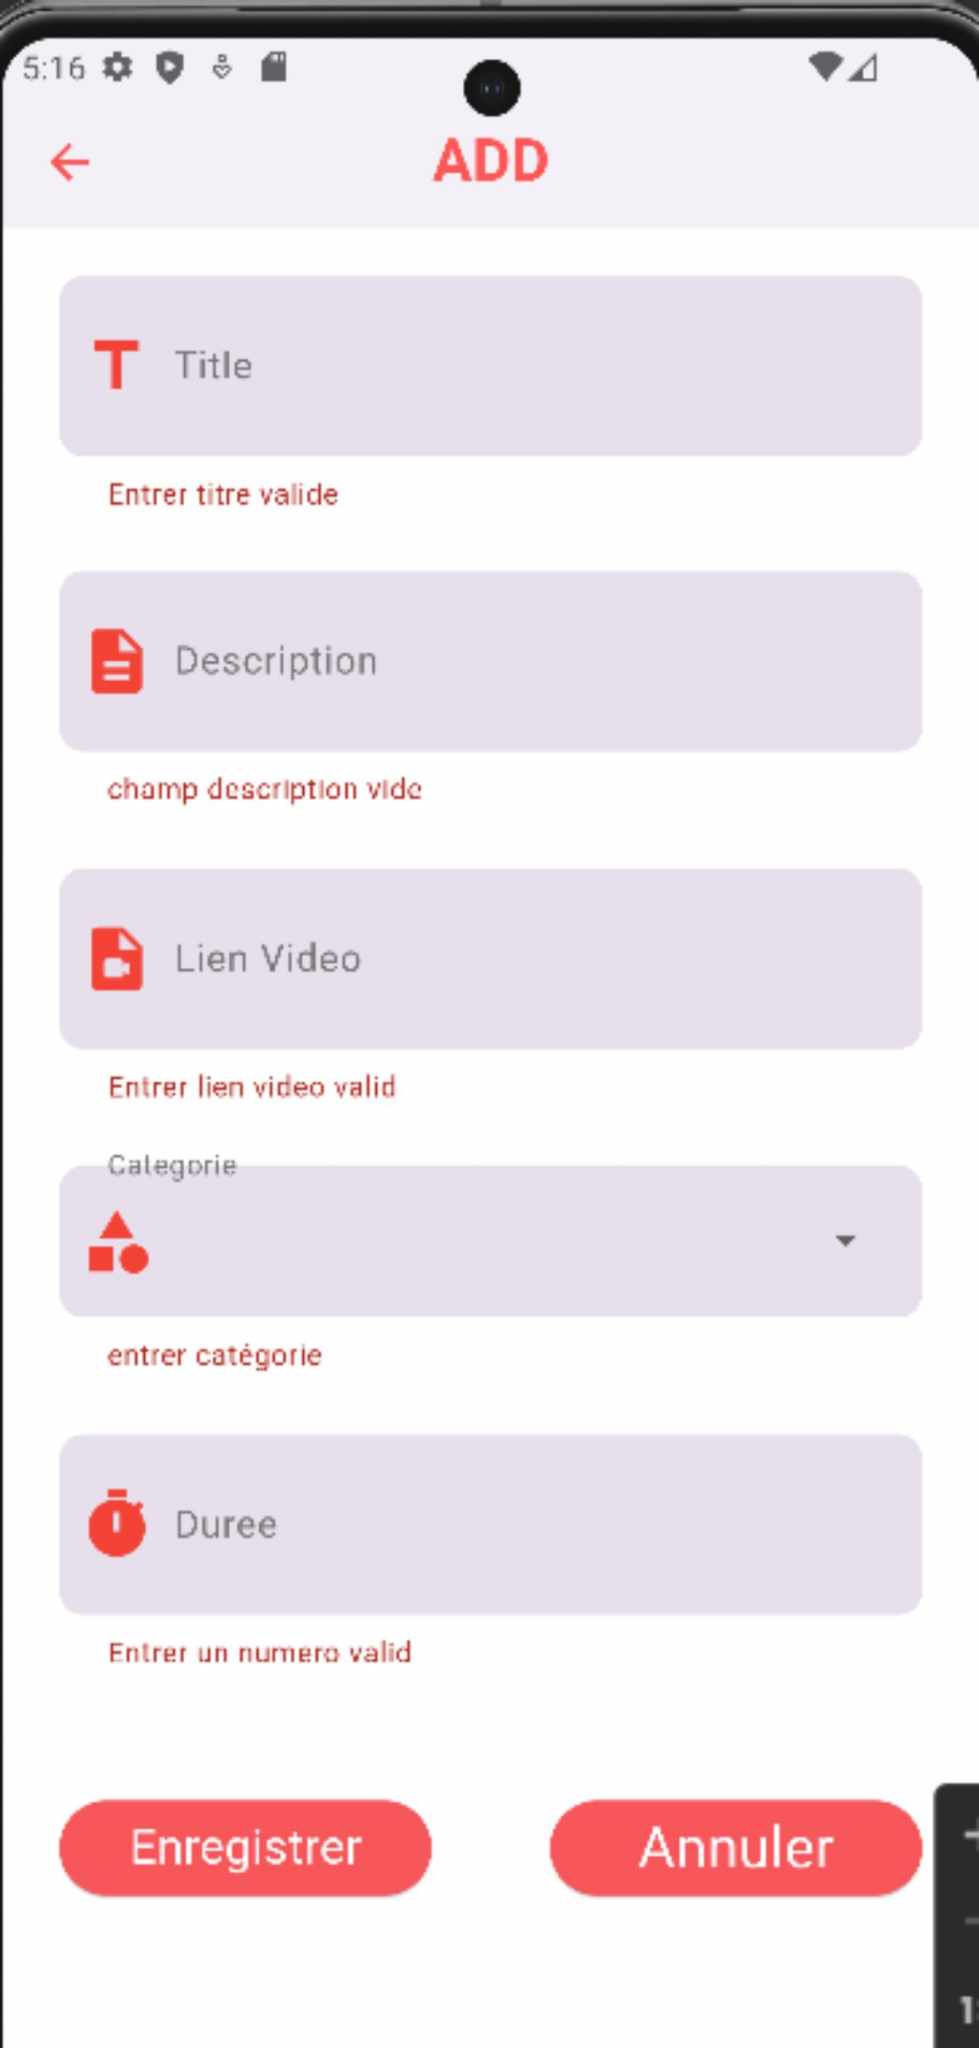 5:16
ADD
Title
Entrer titre valide
Description
champ description vide
Lien Video
Entrer lien video valid
Categorie
entrer catégorie
Duree
Entrer un numero valid
Enregistrer
Annuler